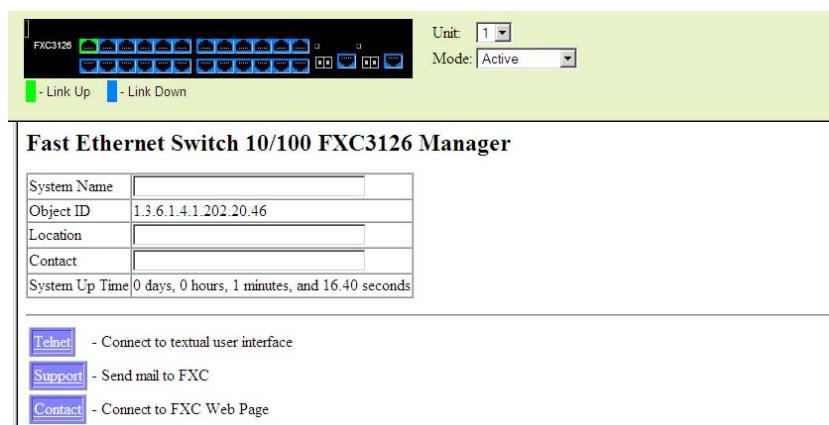 FXC3126
Unit: 1
Mode: Active
- Link Up - Link Down
Fast Ethernet Switch 10/100 FXC3126 Manager
System Name
Object ID 1.3.6.1.4.1.202.20.46
Location
Contact
System Up Time 0 days, 0 hours, 1 minutes, and 16.40 seconds
Telnet - Connect to textual user interface
Support - Send mail to FXC
Contact - Connect to FXC Web Page